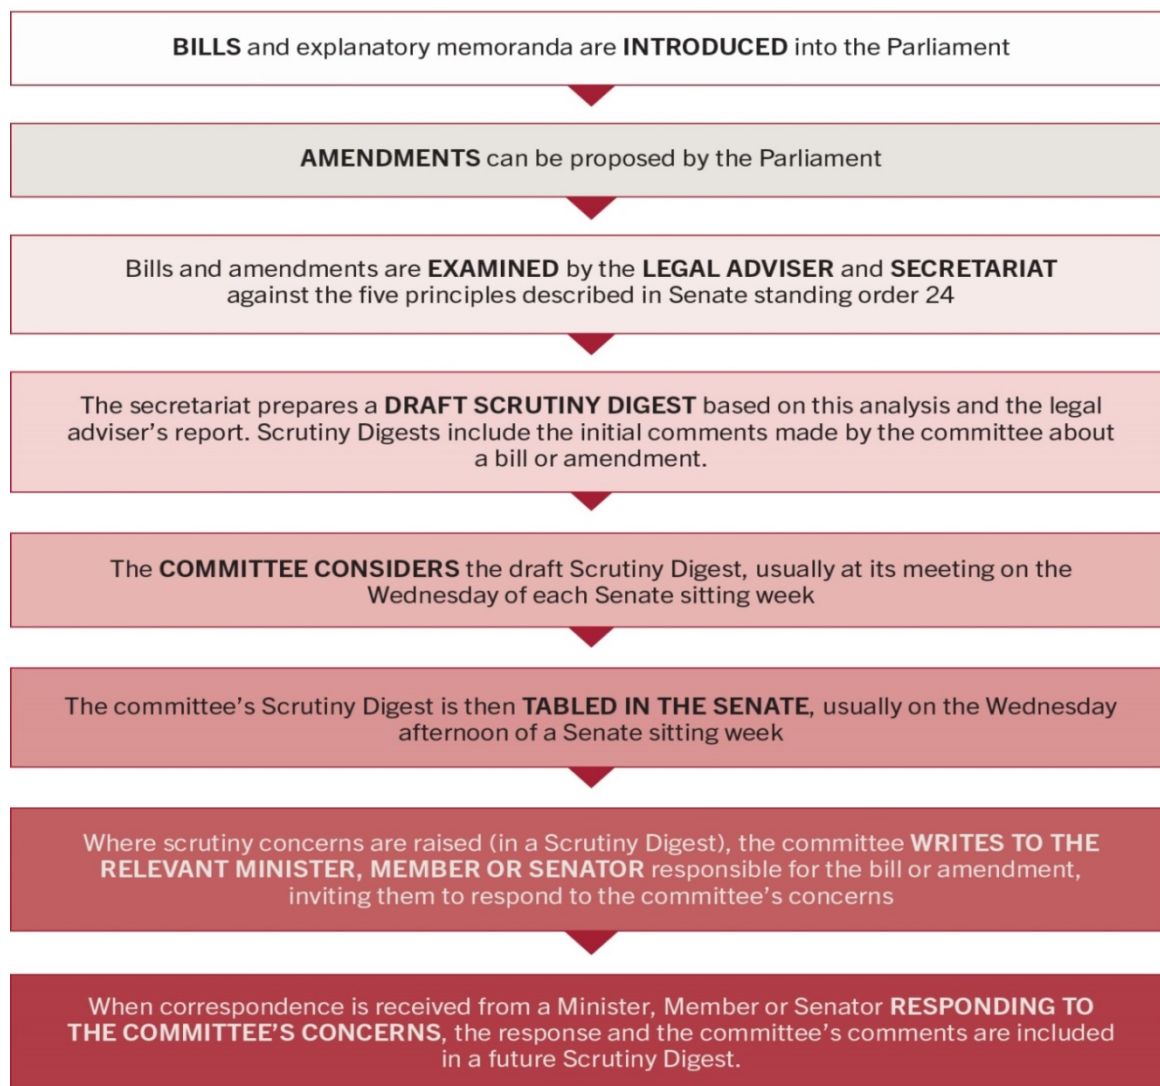 BILLS and explanatory memoranda are INTRODUCED into the Parliament
AMENDMENTS can be proposed by the Parliament
Bills and amendments are EXAMINED by the LEGAL ADVISER and SECRETARIAT
against the five principles described in Senate standing order 24
The secretariat prepares a DRAFT SCRUTINY DIGEST based on this analysis and the legal
adviser’s report. Scrutiny Digests include the initial comments made by the committee about
a bill or amendment.
The COMMITTEE CONSIDERS the draft Scrutiny Digest, usually at its meeting on the
Wednesday of each Senate sitting week
The committee’s Scrutiny Digest is then TABLED IN THE SENATE, usually on the Wednesday
afternoon of a Senate sitting week
Where scrutiny concerns are raised (in a Scrutiny Digest), the committee WRITES TO THE
RELEVANT MINISTER, MEMBER OR SENATOR responsible for the bill or amendment,
inviting them to respond to the committee’s concerns
When correspondence is received from a Minister, Member or Senator RESPONDING TO
THE COMMITTEE’S CONCERNS, the response and the committee’s comments are included
in a future Scrutiny Digest.